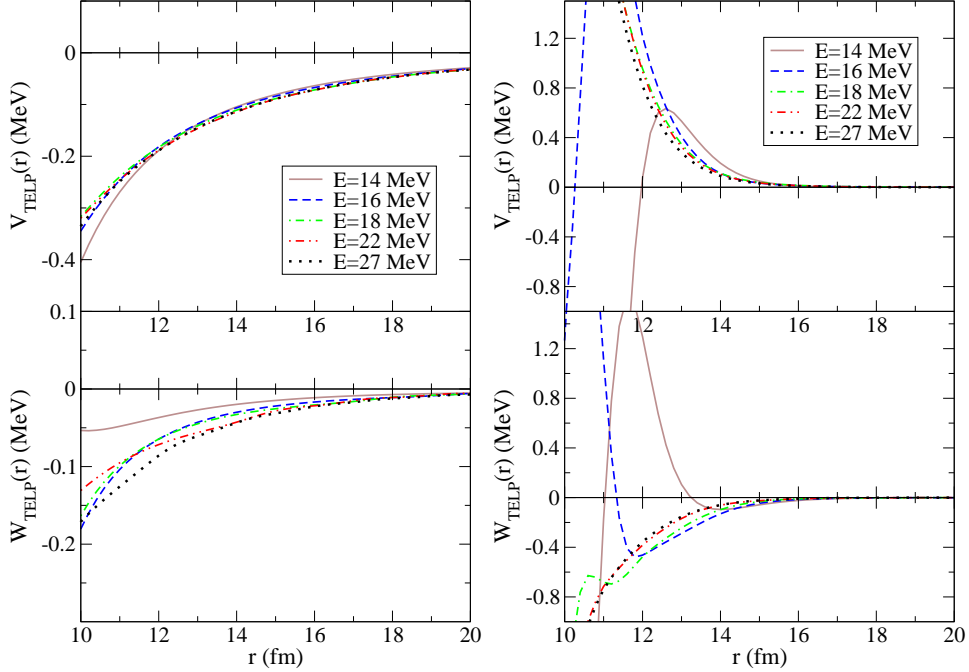 0
-0.2
-0.4
V_TELP(r) (MeV)
E=14 MeV
E=16 MeV
E=18 MeV
E=22 MeV
E=27 MeV
12 14 16 18 20
0.1
0
-0.1
-0.2
W_TELP(r) (MeV)
10 12 14 16 18 20
r (fm)
1.2
0.8
0.4
0
-0.4
-0.8
V_TELP(r) (MeV)
E=14 MeV
E=16 MeV
E=18 MeV
E=22 MeV
E=27 MeV
12 14 16 18 20
1.2
0.8
0.4
0
-0.4
-0.8
W_TELP(r) (MeV)
10 12 14 16 18 20
r (fm)